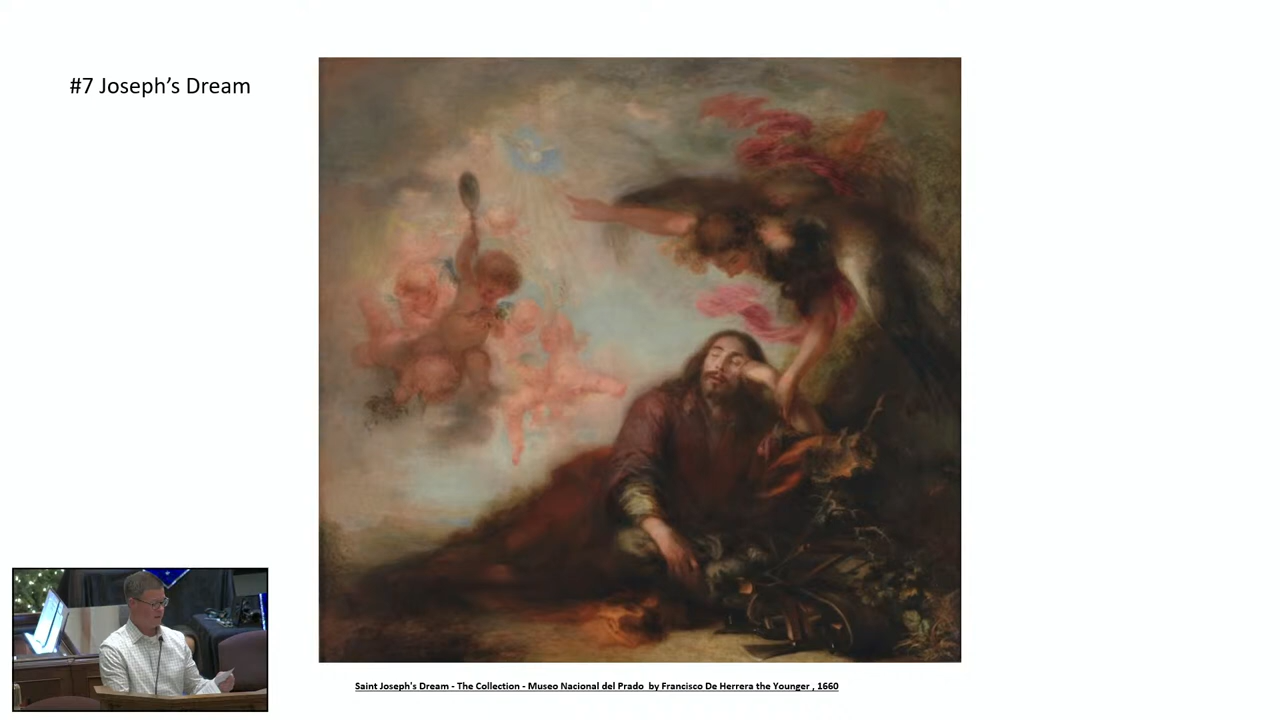 #7 Joseph’s Dream
Saint Joseph's Dream - The Collection - Museo Nacional del Prado  by Francisco De Herrera the Younger , 1660